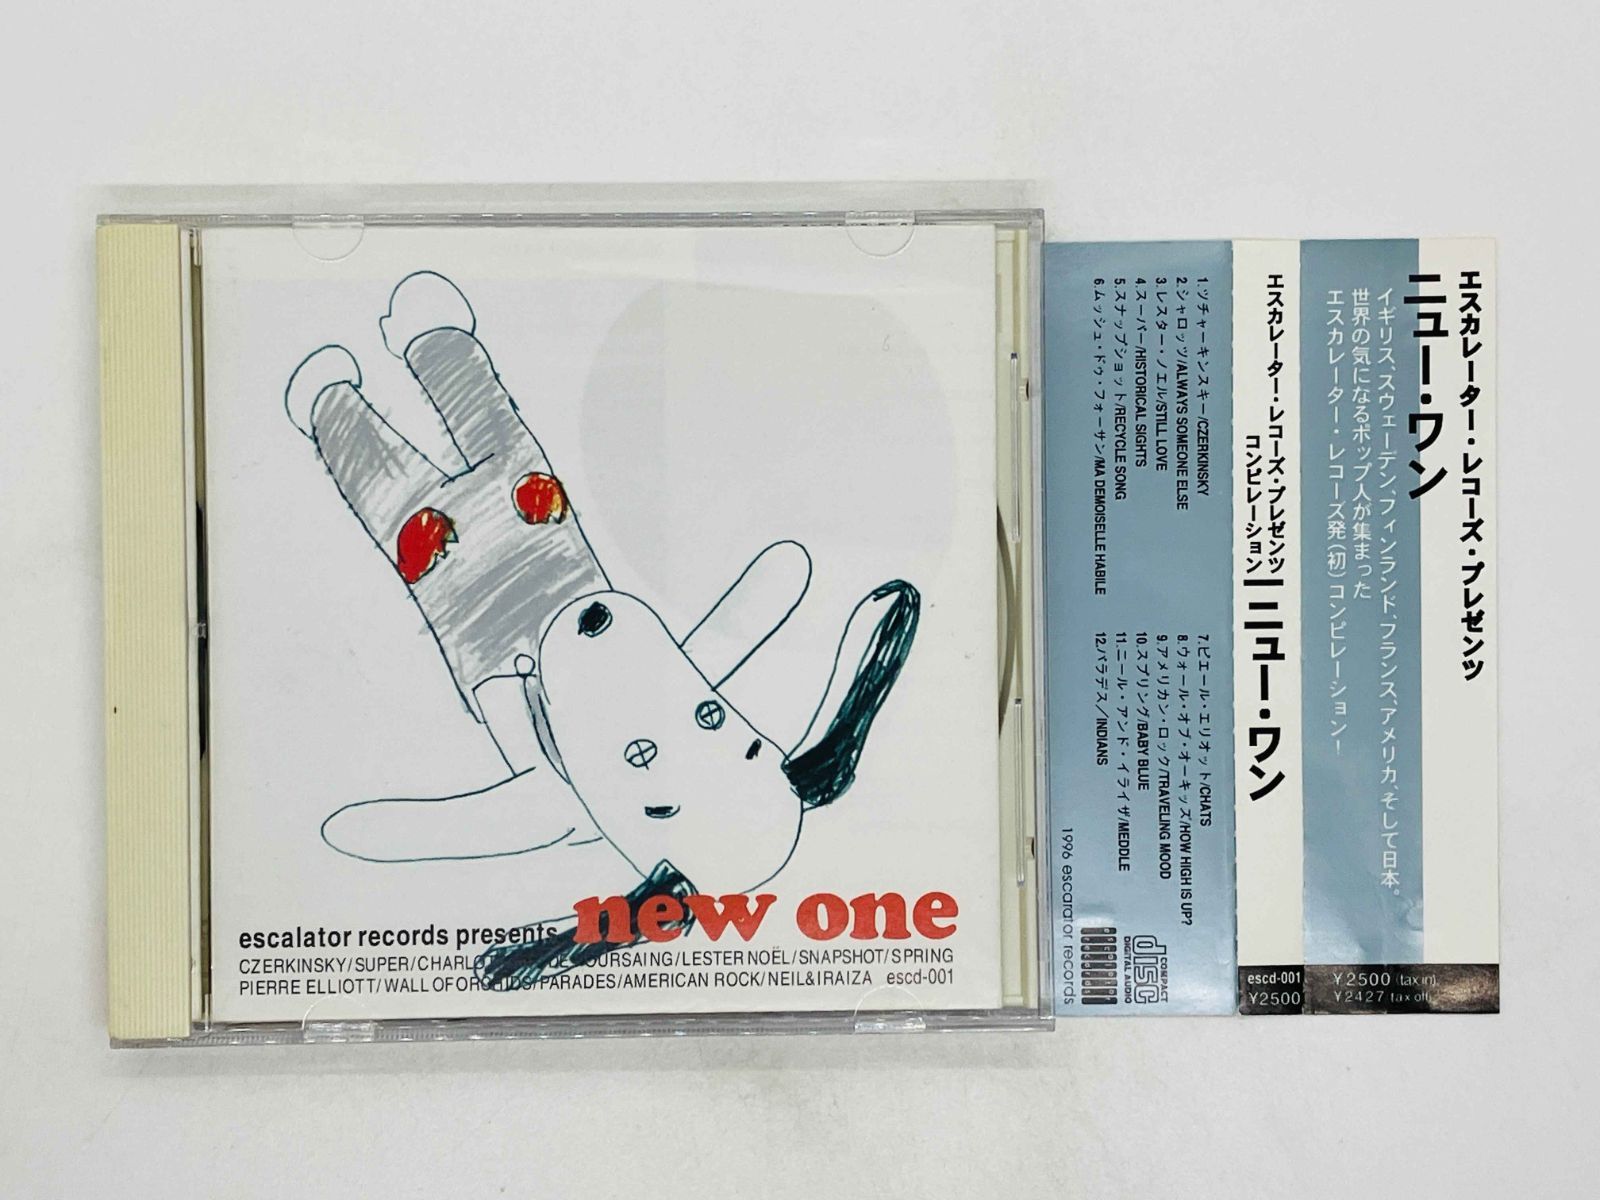 new one
escalator records presents
CZERKINSKY/SUPER/CHARLOT DE FOURSAING/LESTER NOËL/SNAPSHOT/SPRING
PIERRE ELLIOTT/WALL OF ORCHIDS/PARADES/AMERICAN ROCK/NEIL&IRAIZA escd-001
1.ツチャーキンスキー/CZERKINSKY
2.シャロッツ/ALWAYS SOMEONE ELSE
3.レスター・ノエル/STILL LOVE
4.スーパー/HISTORICAL SIGHTS
5.スナップショット/RECYCLE SONG
6.ムッシュ・ドゥ・フォーサン/MA DEMOISELLE HABILE
7.ピエール・エリオット/CHATS
8.ウォール・オブ・オーキッズ/HOW HIGH IS UP?
9.アメリカン・ロック/TRAVELING MOOD
10.スプリング/BABY BLUE
11.ニール・アンド・イライザ/MEDDLE
12.パラデス/INDIANS
1996 escarator records
COMPACT
disc
DIGITAL AUDIO
エスカレーター・レコーズ・プレゼンツ
コンピレーション
ニュー・ワン
escd-001
¥2500
エスカレーター・レコーズ・プレゼンツ
ニュー・ワン
イギリス、スウェーデン、フィンランド、フランス、アメリカ、そして日本。
世界の気になるポップ人が集まった
エスカレーター・レコーズ発(初)コンピレーション!
¥2500 (tax in)
¥2427 tax off